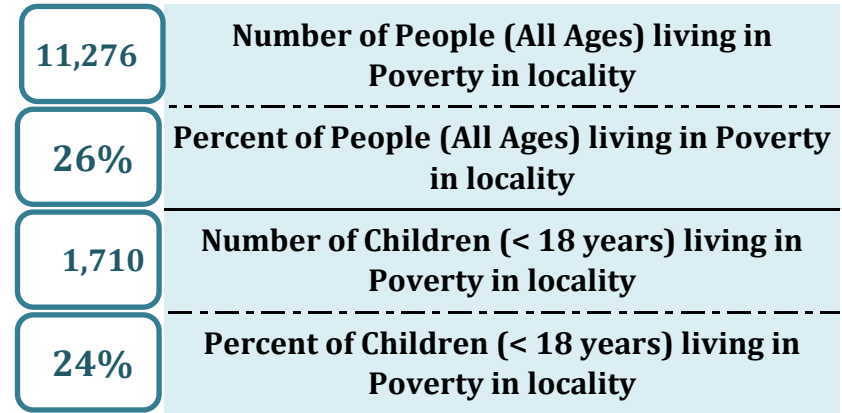 11,276
Number of People (All Ages) living in
Poverty in locality
26%
Percent of People (All Ages) living in Poverty
in locality
1,710
Number of Children (< 18 years) living in
Poverty in locality
24%
Percent of Children (< 18 years) living in
Poverty in locality